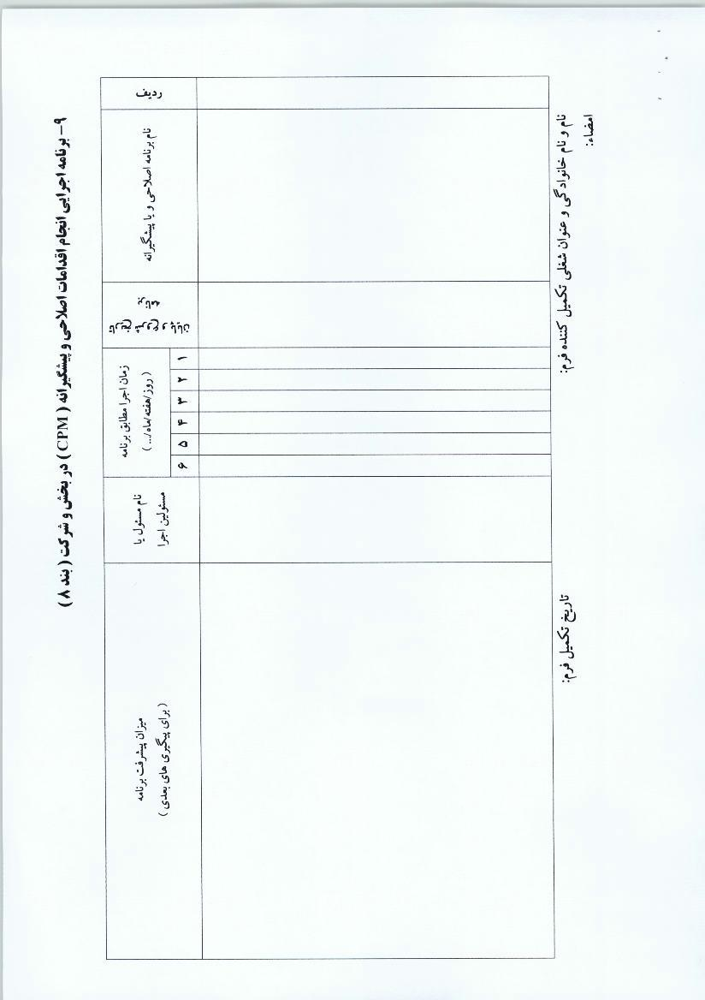 ۹- برنامه اجرایی انجام اقدامات اصلاحی و پیشگیرانه ( CPM ) در بخش و شرکت ( بند ۸ )
ردیف
نام برنامه اصلاحی و یا پیشگیرانه
زمان اجرا مطابق برنامه
( روز/هفته/ماه/... )
۱ ۲ ۳ ۴ ۵ ۶
نام مسئول یا
مسئولین اجرا
میزان پیشرفت برنامه
( برای پیگیری های بعدی )
نام و نام خانوادگی و عنوان شغلی تکمیل کننده فرم:
تاریخ تکمیل فرم:
امضاء: